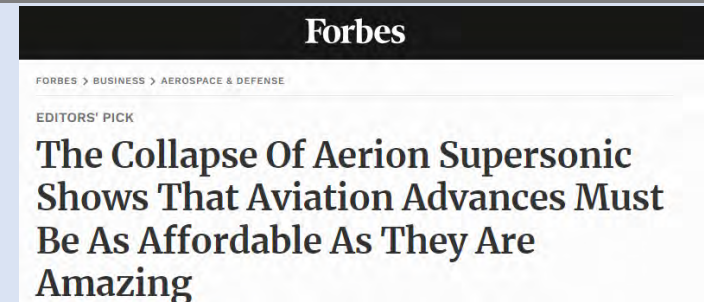 Forbes
FORBES > BUSINESS > AEROSPACE & DEFENSE
EDITORS' PICK
The Collapse Of Aerion Supersonic
Shows That Aviation Advances Must
Be As Affordable As They Are
Amazing